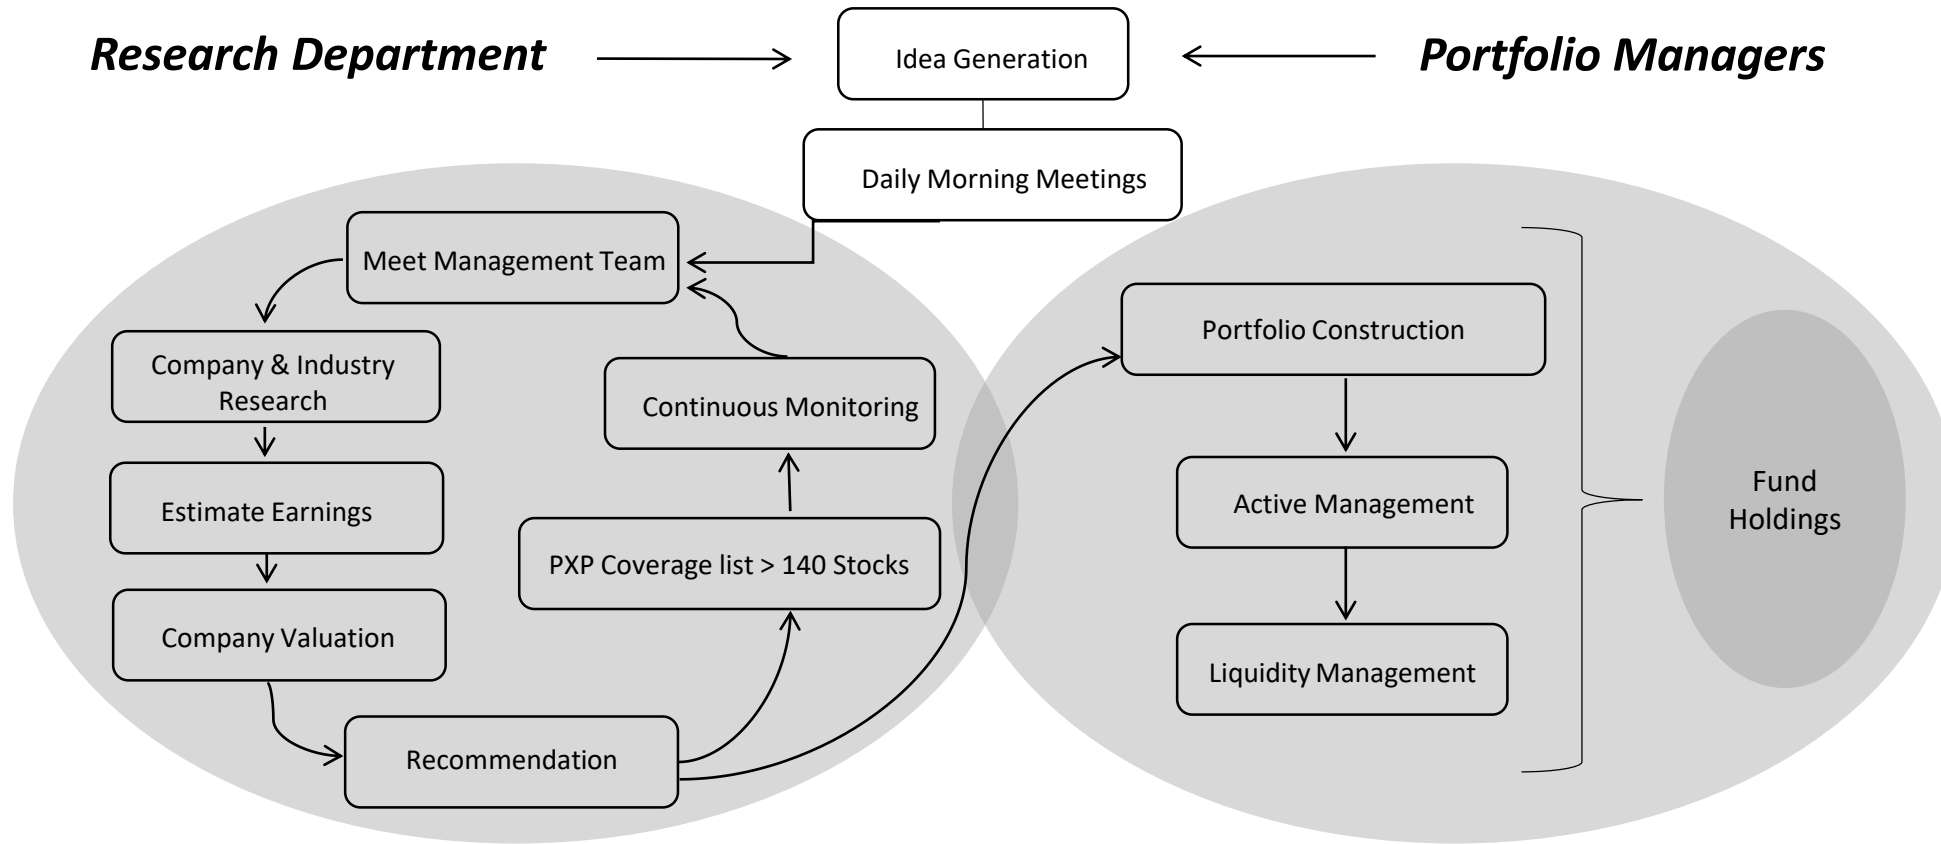 Research Department
Idea Generation
Portfolio Managers
Daily Morning Meetings
Meet Management Team
Company & Industry
Research
Estimate Earnings
Company Valuation
Recommendation
PXP Coverage list > 140 Stocks
Continuous Monitoring
Portfolio Construction
Active Management
Liquidity Management
Fund
Holdings